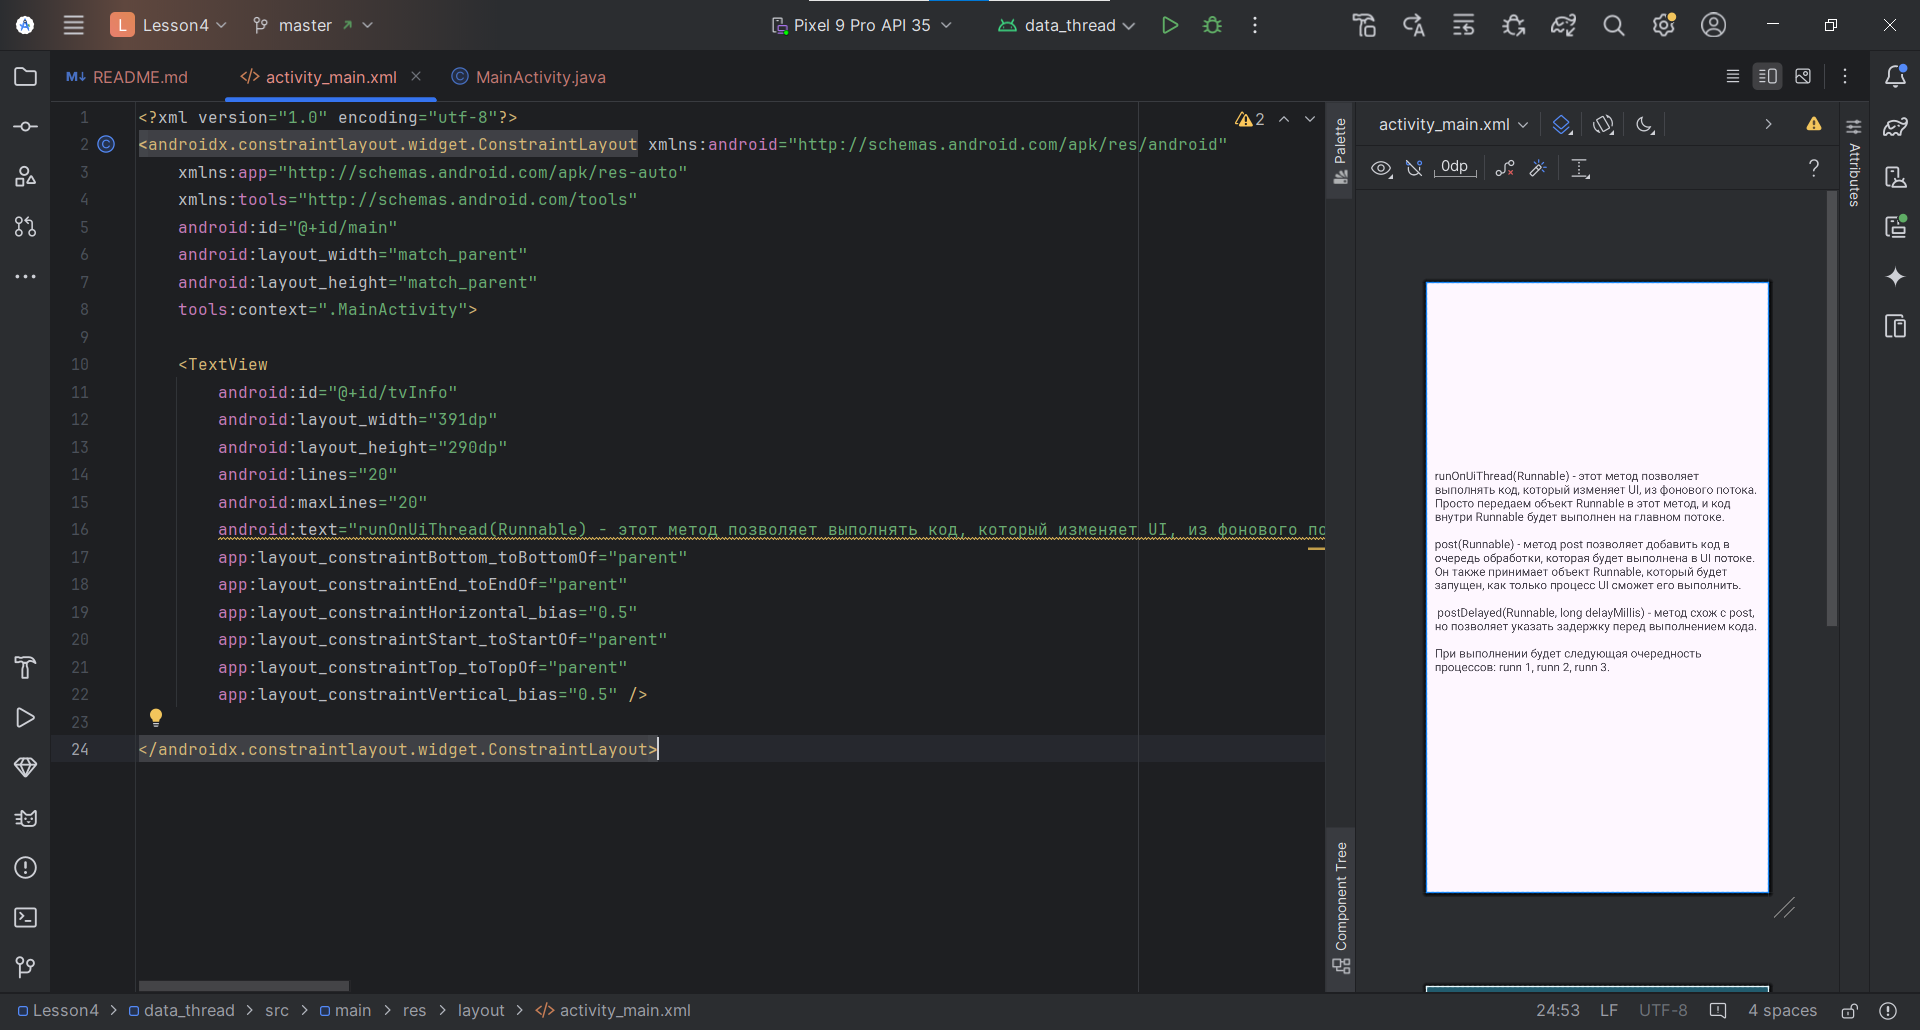 L Lesson4 master Pixel 9 Pro API 35 data_thread
M↓ README.md </> activity_main.xml × C MainActivity.java
1 <?xml version="1.0" encoding="utf-8"?>
2 <androidx.constraintlayout.widget.ConstraintLayout xmlns:android="http://schemas.android.com/apk/res/android"
3 xmlns:app="http://schemas.android.com/apk/res-auto"
4 xmlns:tools="http://schemas.android.com/tools"
5 android:id="@+id/main"
6 android:layout_width="match_parent"
7 android:layout_height="match_parent"
8 tools:context=".MainActivity">
9
10 <TextView
11 android:id="@+id/tvInfo"
12 android:layout_width="391dp"
13 android:layout_height="290dp"
14 android:lines="20"
15 android:maxLines="20"
16 android:text="runOnUiThread(Runnable) - этот метод позволяет выполнять код, который изменяет UI, из фонового по
17 app:layout_constraintBottom_toBottomOf="parent"
18 app:layout_constraintEnd_toEndOf="parent"
19 app:layout_constraintHorizontal_bias="0.5"
20 app:layout_constraintStart_toStartOf="parent"
21 app:layout_constraintTop_toTopOf="parent"
22 app:layout_constraintVertical_bias="0.5" />
23
24 </androidx.constraintlayout.widget.ConstraintLayout>
2
Palette
Component Tree
activity_main.xml
0dp
?
Attributes
runOnUiThread(Runnable) - этот метод позволяет
выполнять код, который изменяет UI, из фонового потока.
Просто передаем объект Runnable в этот метод, и код
внутри Runnable будет выполнен на главном потоке.
post(Runnable) - метод post позволяет добавить код в
очередь обработки, которая будет выполнена в UI потоке.
Он также принимает объект Runnable, который будет
запущен, как только процесс UI сможет его выполнить.
postDelayed(Runnable, long delayMillis) - метод схож с post,
но позволяет указать задержку перед выполнением кода.
При выполнении будет следующая очередность
процессов: runn 1, runn 2, runn 3.
Lesson4 > data_thread > src > main > res > layout > </> activity_main.xml
24:53 LF UTF-8 4 spaces